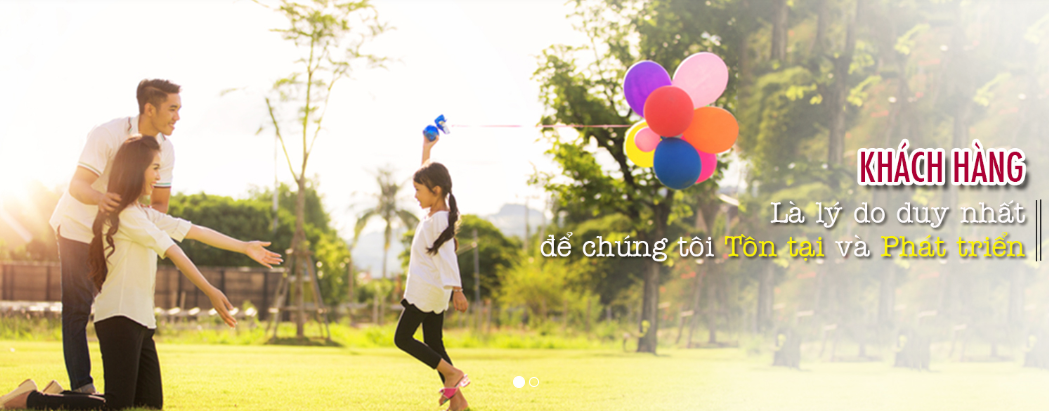 KHÁCH HÀNG
Là lý do duy nhất
để chúng tôi Tồn tại và Phát triển